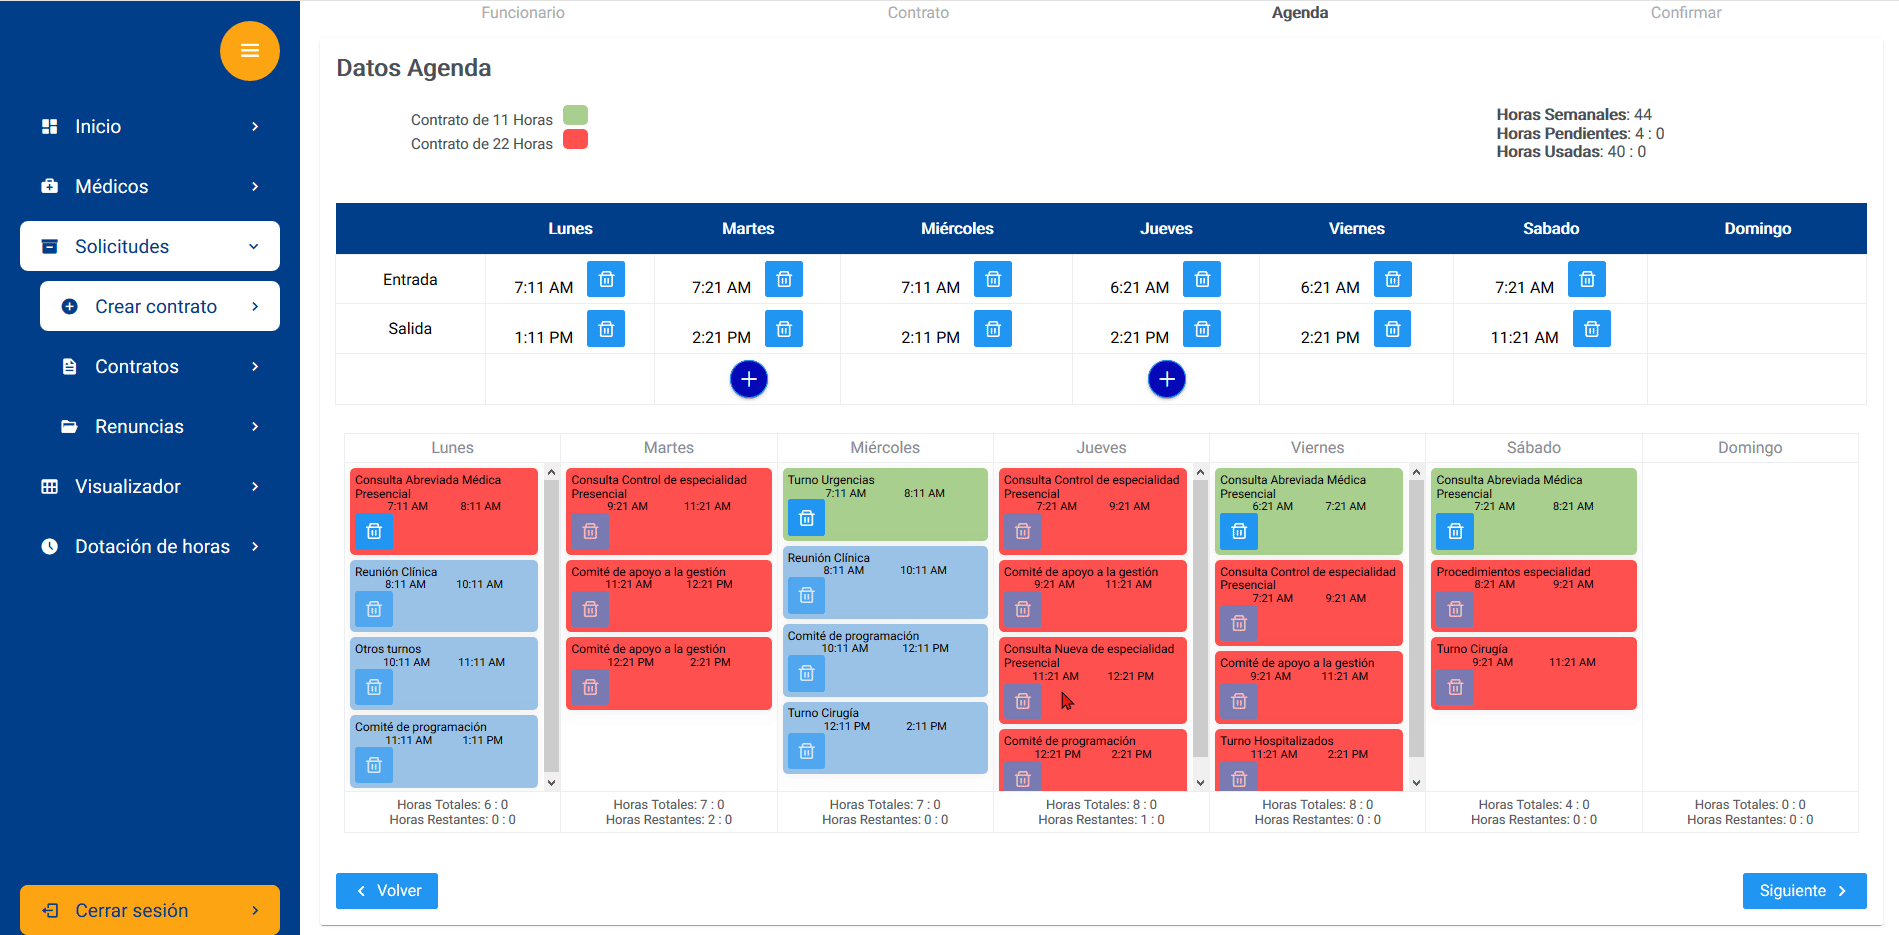 Funcionario Contrato Agenda Confirmar
Inicio
Médicos
Solicitudes
Crear contrato
Contratos
Renuncias
Visualizador
Dotación de horas
Cerrar sesión
Datos Agenda
Contrato de 11 Horas
Contrato de 22 Horas
Horas Semanales: 44
Horas Pendientes: 4 : 0
Horas Usadas: 40 : 0
Lunes Martes Miércoles Jueves Viernes Sabado Domingo
Entrada 7:11 AM 7:21 AM 7:11 AM 6:21 AM 6:21 AM 7:21 AM
Salida 1:11 PM 2:21 PM 2:11 PM 2:21 PM 2:21 PM 11:21 AM
Lunes Martes Miércoles Jueves Viernes Sábado Domingo
Consulta Abreviada Médica
Presencial
7:11 AM 8:11 AM
Reunión Clínica
8:11 AM 10:11 AM
Otros turnos
10:11 AM 11:11 AM
Comité de programación
11:11 AM 1:11 PM
Horas Totales: 6 : 0
Horas Restantes: 0 : 0
Consulta Control de especialidad
Presencial
9:21 AM 11:21 AM
Comité de apoyo a la gestión
11:21 AM 12:21 PM
Comité de apoyo a la gestión
12:21 PM 2:21 PM
Horas Totales: 7 : 0
Horas Restantes: 2 : 0
Turno Urgencias
7:11 AM 8:11 AM
Reunión Clínica
8:11 AM 10:11 AM
Comité de programación
10:11 AM 12:11 PM
Turno Cirugía
12:11 PM 2:11 PM
Horas Totales: 7 : 0
Horas Restantes: 0 : 0
Consulta Control de especialidad
Presencial
7:21 AM 9:21 AM
Comité de apoyo a la gestión
9:21 AM 11:21 AM
Consulta Nueva de especialidad
Presencial
11:21 AM 12:21 PM
Comité de programación
12:21 PM 2:21 PM
Horas Totales: 8 : 0
Horas Restantes: 1 : 0
Consulta Abreviada Médica
Presencial
6:21 AM 7:21 AM
Consulta Control de especialidad
Presencial
7:21 AM 9:21 AM
Comité de apoyo a la gestión
9:21 AM 11:21 AM
Turno Hospitalizados
11:21 AM 2:21 PM
Horas Totales: 8 : 0
Horas Restantes: 0 : 0
Consulta Abreviada Médica
Presencial
7:21 AM 8:21 AM
Procedimientos especialidad
8:21 AM 9:21 AM
Turno Cirugía
9:21 AM 11:21 AM
Horas Totales: 4 : 0
Horas Restantes: 0 : 0
Horas Totales: 0 : 0
Horas Restantes: 0 : 0
Volver
Siguiente